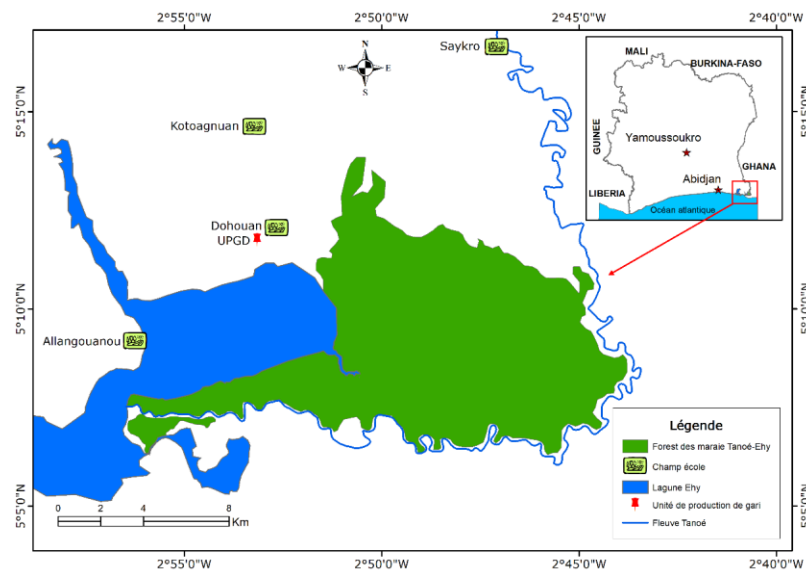 2°55'0"W 2°50'0"W 2°45'0"W 2°40'0"W
5°15'0"N
5°10'0"N
5°5'0"N
N
W E
S
Saykro
Kotoagnuan
Dohouan
UPGD
Allangouanou
MALI
BURKINA-FASO
GUINEE
Yamoussoukro
GHANA
Abidjan
LIBERIA
Océan atlantique
5°15'0"N
5°10'0"N
5°5'0"N
Légende
Forest des maraie Tanoé-Ehy
Champ école
Lagune Ehy
Unité de production de gari
Fleuve Tanoé
0 2 4 8
Km
2°55'0"W 2°50'0"W 2°45'0"W 2°40'0"W